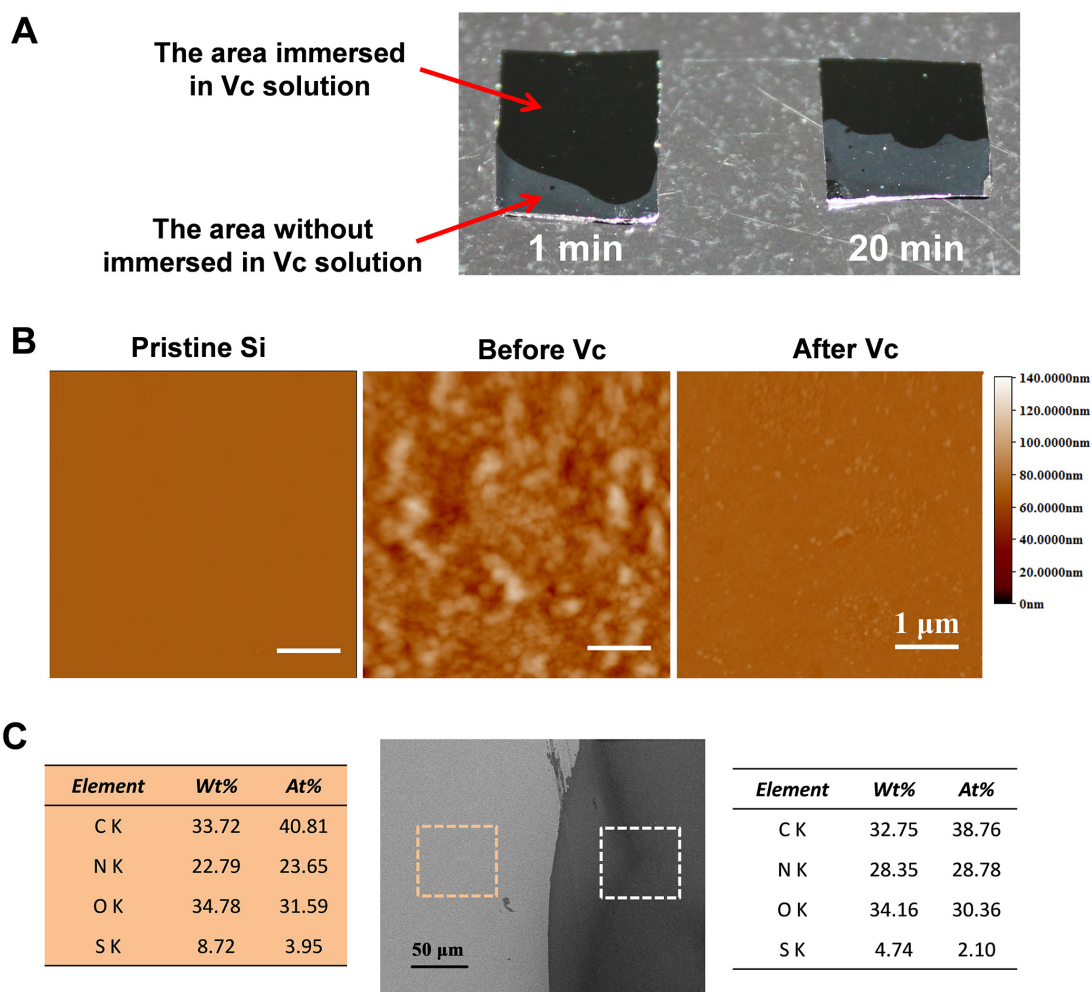 A
The area immersed
in Vc solution
The area without
immersed in Vc solution
1 min
20 min
B
Pristine Si
Before Vc
After Vc
1 μm
140.0000nm
120.0000nm
100.0000nm
80.0000nm
60.0000nm
40.0000nm
20.0000nm
0nm
C
Element Wt% At%
C K 33.72 40.81
N K 22.79 23.65
O K 34.78 31.59
S K 8.72 3.95
50 μm
Element Wt% At%
C K 32.75 38.76
N K 28.35 28.78
O K 34.16 30.36
S K 4.74 2.10